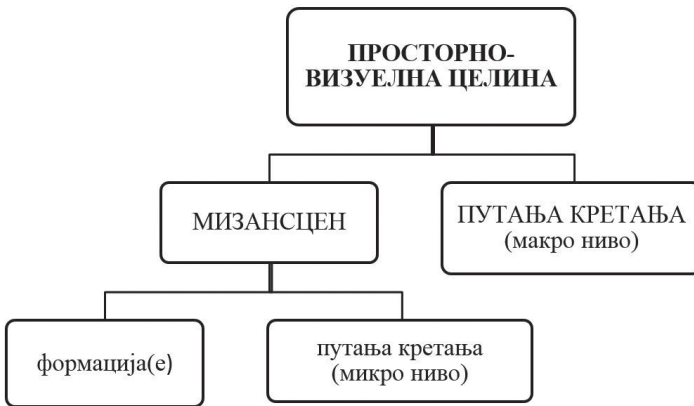 ПРОСТОРНО-
ВИЗУЕЛНА ЦЕЛИНА
МИЗАНСЦЕН
ПУТАЊА КРЕТАЊА
(макро ниво)
формација(е)
путања кретања
(микро ниво)